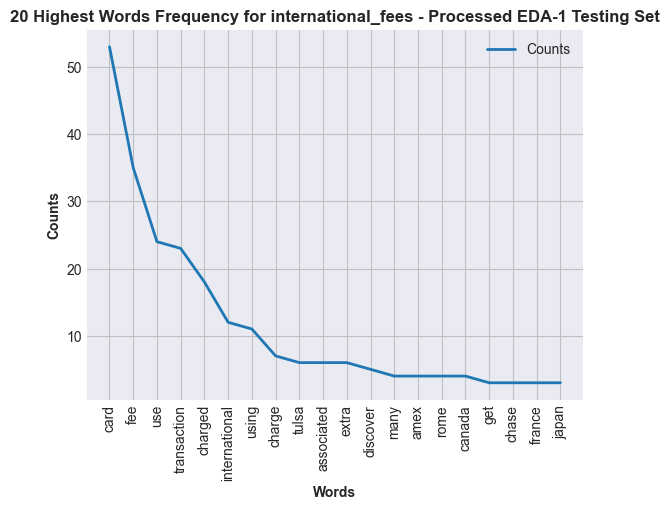 20 Highest Words Frequency for international_fees - Processed EDA-1 Testing Set
Counts
50
40
30
20
10
Counts
card
fee
use
transaction
charged
international
using
charge
tulsa
associated
extra
discover
many
amex
rome
canada
get
chase
france
japan
Words